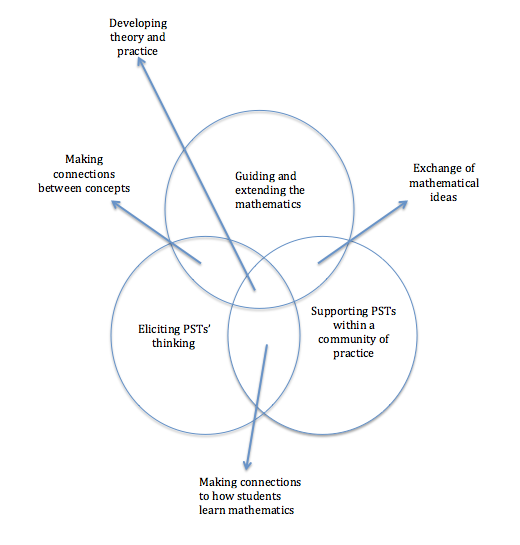 Developing
theory and
practice
Making
connections
between concepts
Guiding and
extending the
mathematics
Exchange of
mathematical
ideas
Eliciting PSTs’
thinking
Supporting PSTs
within a
community of
practice
Making connections
to how students
learn mathematics